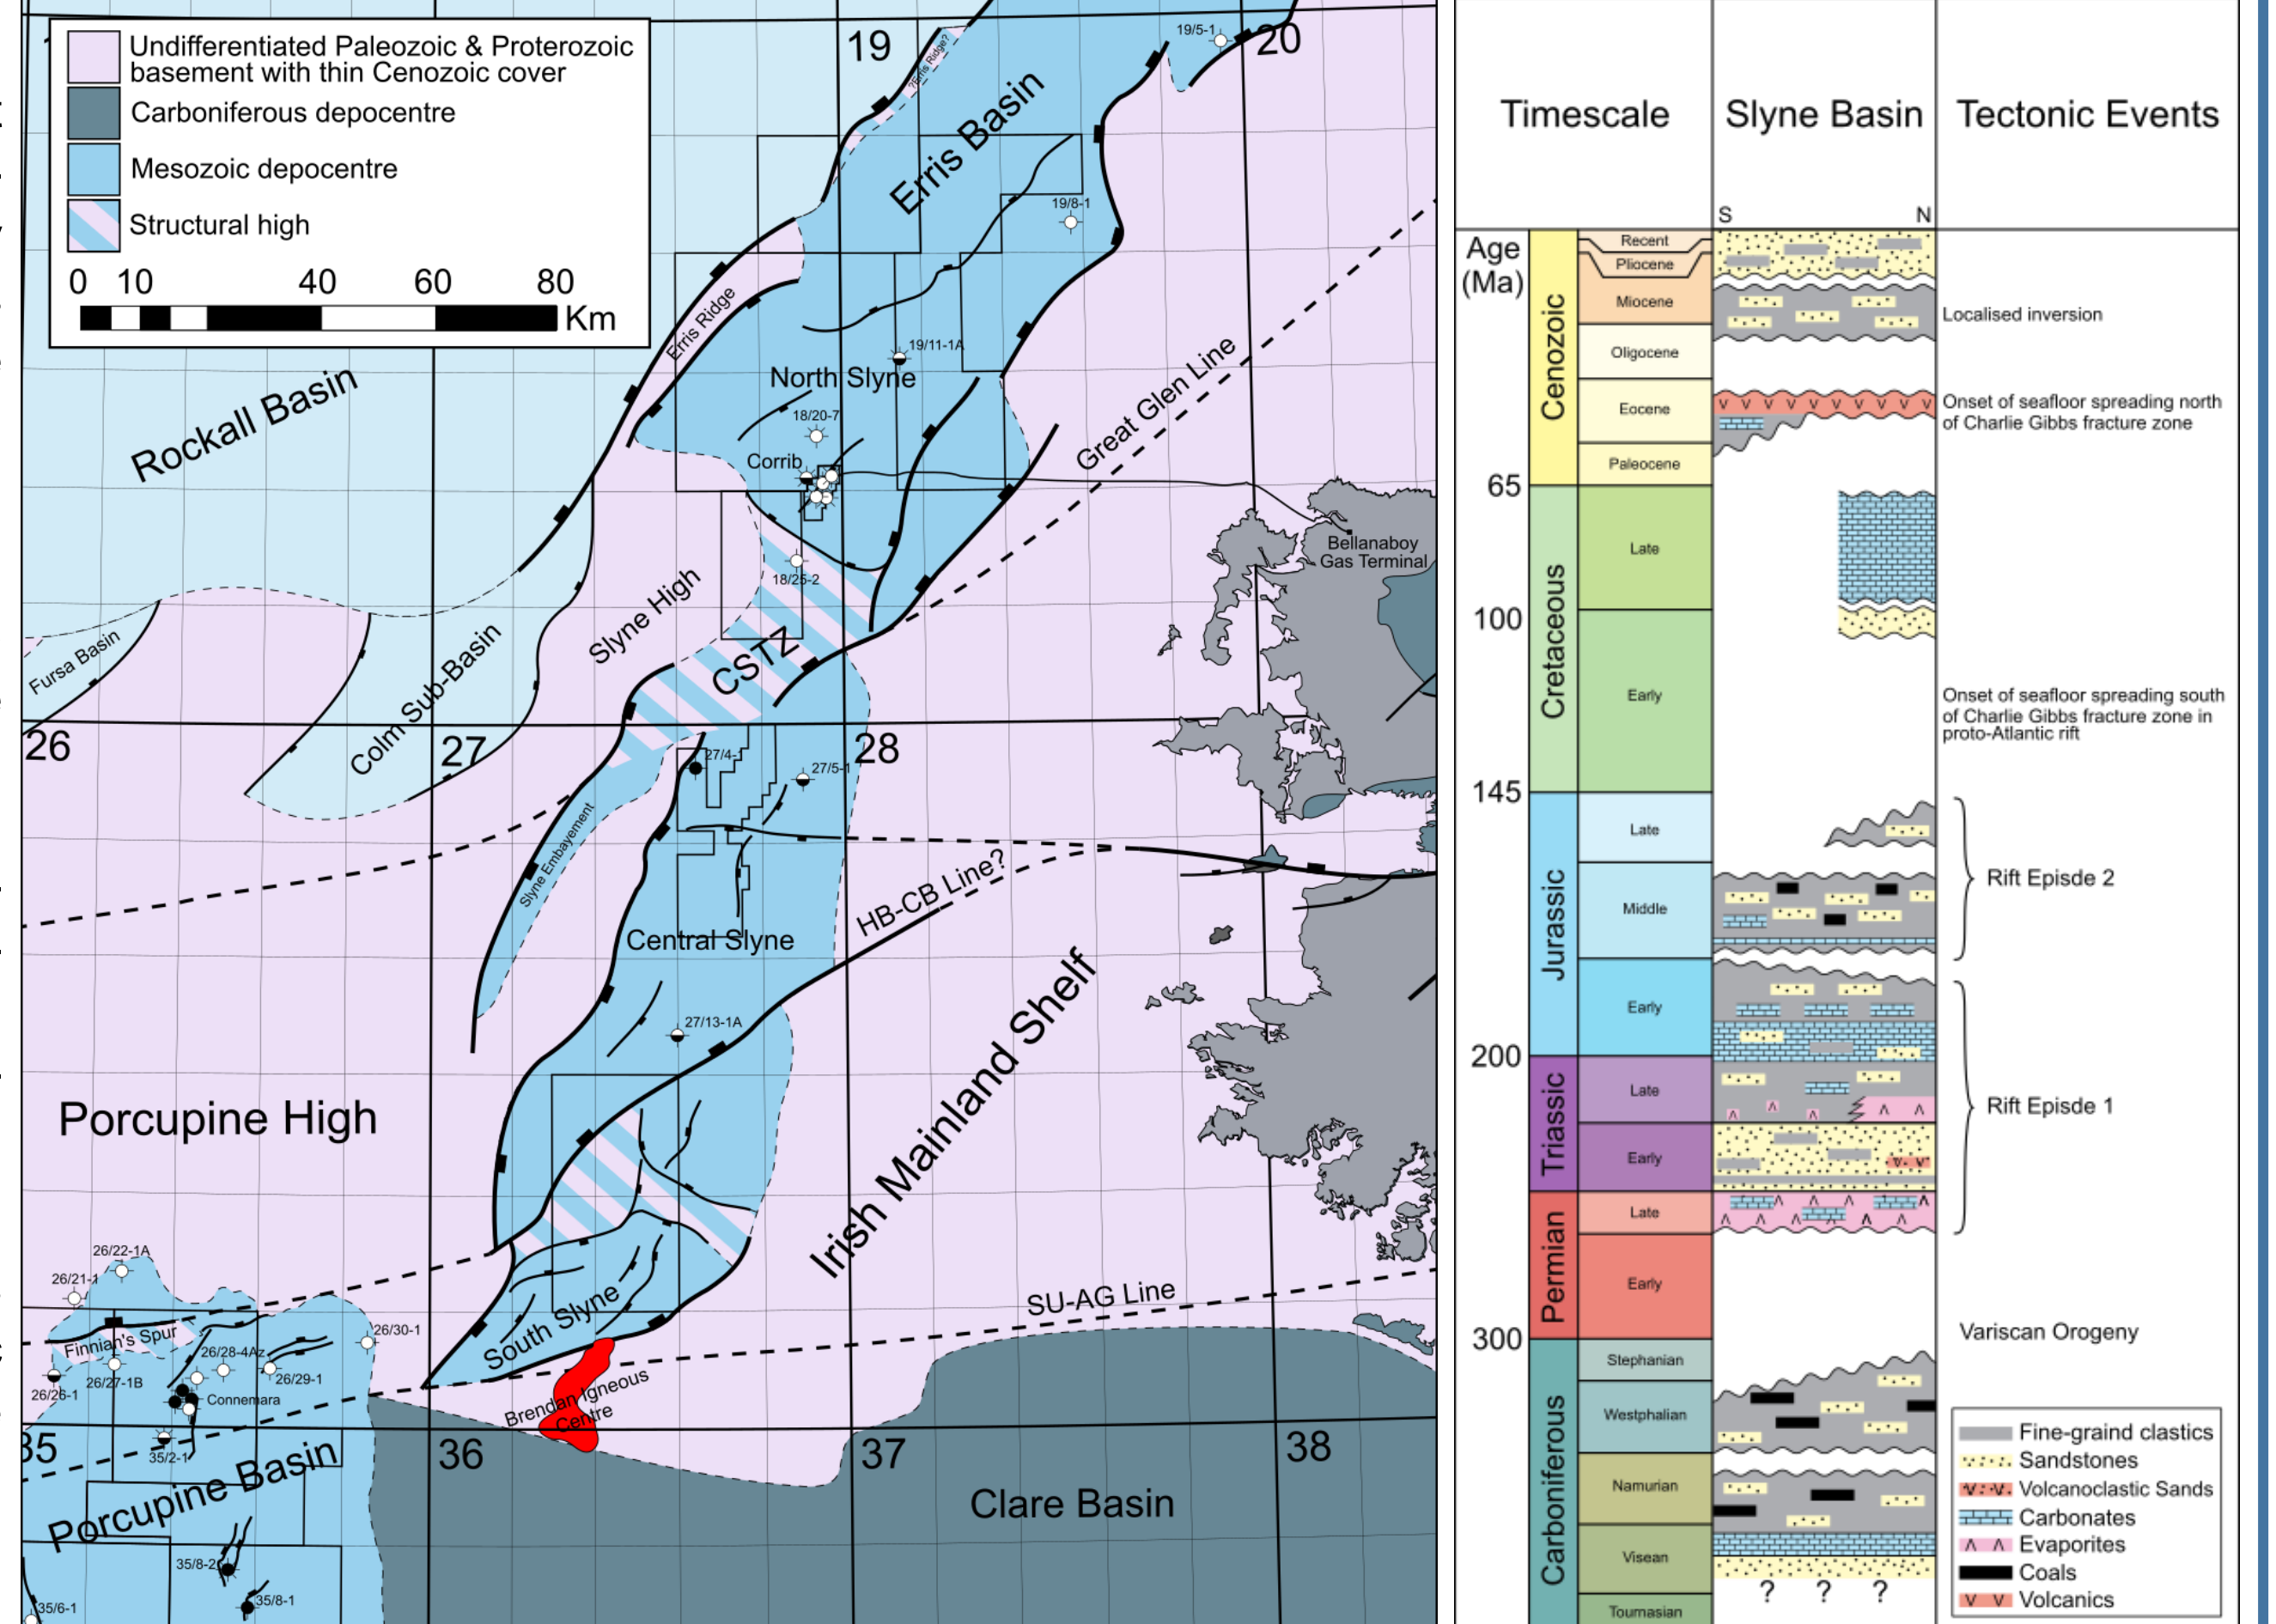 Undifferentiated Paleozoic & Proterozoic
basement with thin Cenozoic cover
Carboniferous depocentre
Mesozoic depocentre
Structural high
0 10 40 60 80
Km
19
20
19/5-1
?Erris Ridge?
Erris Basin
19/8-1
Erris Ridge
19/11-1A
North Slyne
18/20-7
Corrib
Great Glen Line
Rockall Basin
Bellanaboy
Gas Terminal
18/25-2
Slyne High
CSTZ
Fursa Basin
Colm Sub-Basin
26
27
28
27/4-1
27/5-1
Slyne Embayement
HB-CB Line?
Central Slyne
27/13-1A
Irish Mainland Shelf
Porcupine High
26/22-1A
26/21-1
SU-AG Line
South Slyne
26/30-1
Finnian's Spur
26/28-4Az
26/29-1
26/27-1B
26/26-1
Connemara
Brendan Igneous
Centre
35
36
37
38
35/2-1
Porcupine Basin
Clare Basin
35/8-2
35/8-1
35/6-1
Timescale
Slyne Basin
Tectonic Events
S
N
Age
(Ma)
Cenozoic
Recent
Pliocene
Miocene
Localised inversion
Oligocene
Eocene
Onset of seafloor spreading north
of Charlie Gibbs fracture zone
Paleocene
65
Cretaceous
Late
100
Early
Onset of seafloor spreading south
of Charlie Gibbs fracture zone in
proto-Atlantic rift
145
Jurassic
Late
Rift Episde 2
Middle
Early
200
Triassic
Late
Rift Episde 1
Early
Permian
Late
Early
300
Variscan Orogeny
Carboniferous
Stephanian
Westphalian
Namurian
Visean
? ? ?
Tournasian
Fine-graind clastics
Sandstones
Volcanoclastic Sands
Carbonates
Evaporites
Coals
Volcanics